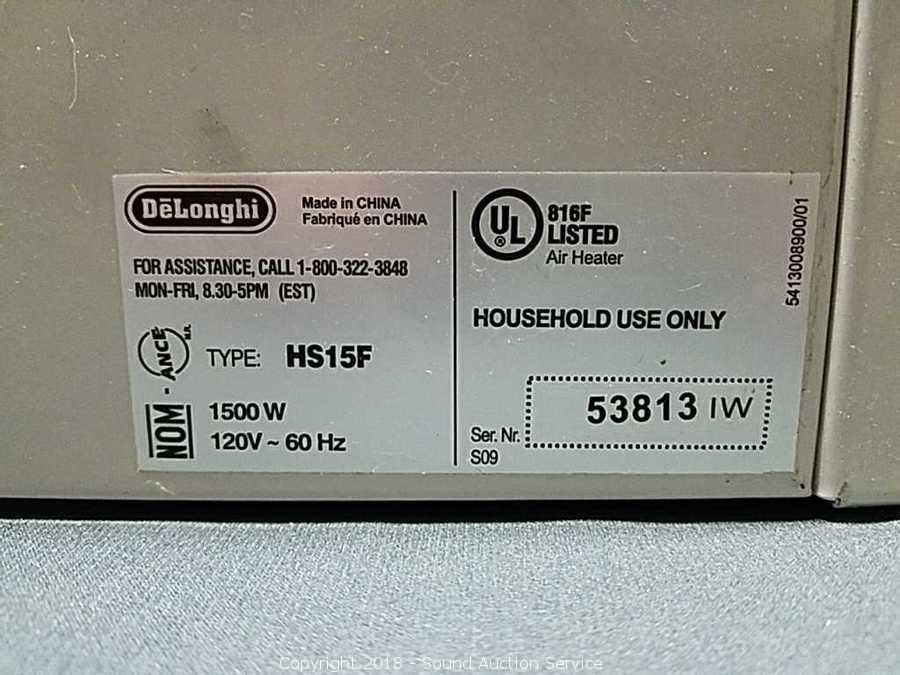 DēLonghi
Made in CHINA
Fabriqué en CHINA
FOR ASSISTANCE, CALL 1-800-322-3848
MON-FRI, 8.30-5PM (EST)
ANCE M.R.
TYPE: HS15F
NOM
1500 W
120V ~ 60 Hz
UL ®
816F
LISTED
Air Heater
HOUSEHOLD USE ONLY
53813 IW
Ser. Nr.
S09
5413008900/01
Copyright 2018 - Sound Auction Service